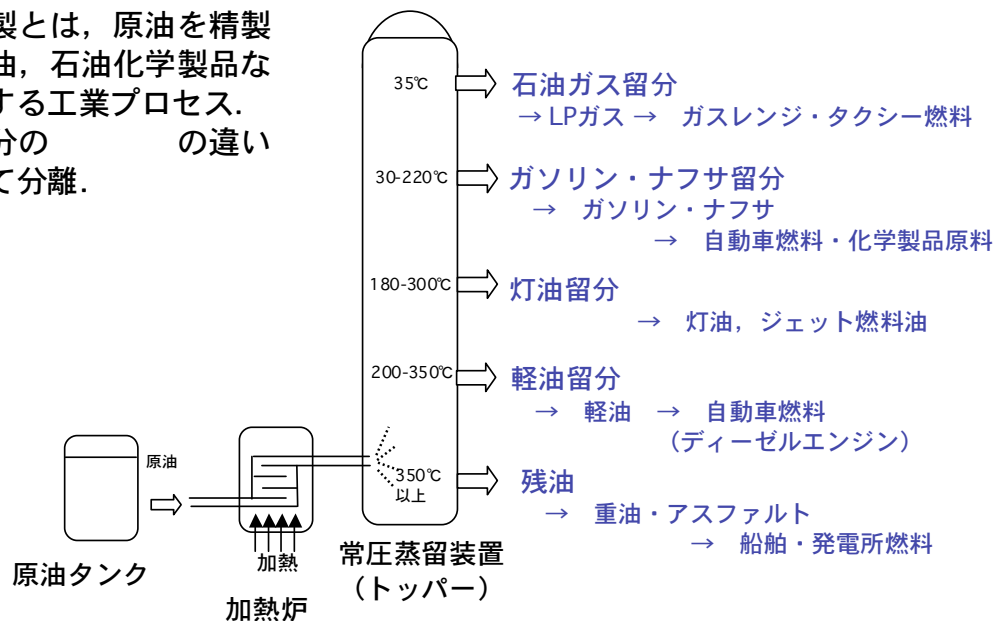 製とは，原油を精製
油，石油化学製品な
する工業プロセス．
分の　　　　の違い
て分離．
35℃
石油ガス留分
→ LPガス →　ガスレンジ・タクシー燃料
30-220℃
ガソリン・ナフサ留分
→　ガソリン・ナフサ
→　自動車燃料・化学製品原料
180-300℃
灯油留分
→　灯油，ジェット燃料油
200-350℃
軽油留分
→　軽油　→　自動車燃料
（ディーゼルエンジン）
350℃
以上
残油
→　重油・アスファルト
→　船舶・発電所燃料
原油
原油タンク
加熱
加熱炉
常圧蒸留装置
（トッパー）